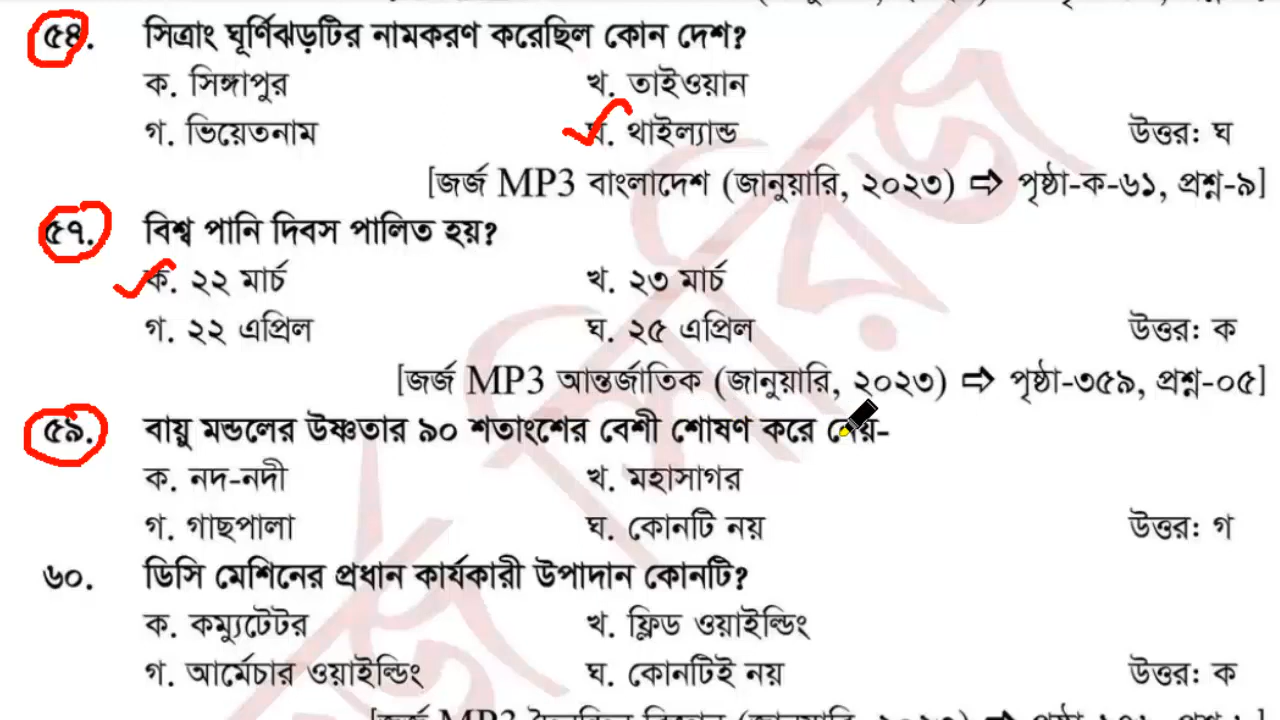 ৫৪. সিত্রাং ঘূর্ণিঝড়টির নামকরণ করেছিল কোন দেশ?
ক. সিঙ্গাপুর খ. তাইওয়ান
গ. ভিয়েতনাম ঘ. থাইল্যান্ড উত্তর: ঘ
[জর্জ MP3 বাংলাদেশ (জানুয়ারি, ২০২৩) ⇨ পৃষ্ঠা-ক-৬১, প্রশ্ন-৯]
৫৭. বিশ্ব পানি দিবস পালিত হয়?
ক. ২২ মার্চ খ. ২৩ মার্চ
গ. ২২ এপ্রিল ঘ. ২৫ এপ্রিল উত্তর: ক
[জর্জ MP3 আন্তর্জাতিক (জানুয়ারি, ২০২৩) ⇨ পৃষ্ঠা-৩৫৯, প্রশ্ন-০৫]
৫৯. বায়ু মন্ডলের উষ্ণতার ৯০ শতাংশের বেশী শোষণ করে নেয়-
ক. নদ-নদী খ. মহাসাগর
গ. গাছপালা ঘ. কোনটি নয় উত্তর: গ
৬০. ডিসি মেশিনের প্রধান কার্যকারী উপাদান কোনটি?
ক. কম্যুটেটর খ. ফ্লিড ওয়াইল্ডিং
গ. আর্মেচার ওয়াইল্ডিং ঘ. কোনটিই নয় উত্তর: ক
জর্জ সিরিজ